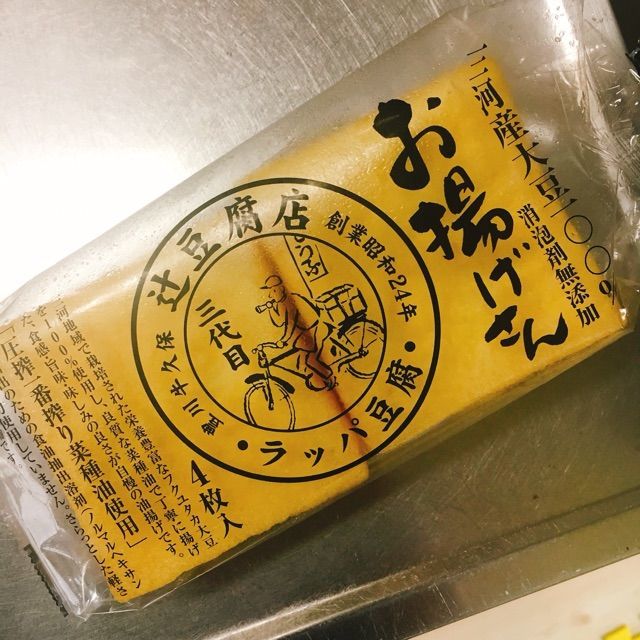 三河産大豆一〇〇%
消泡剤無添加
お揚げさん
辻豆腐店
創業昭和24年
とうふ
三代目
ラッパ豆腐
4枚入
三河地域で栽培された栄養豊富なフクユタカ大豆
を100%使用し、良質な菜種油で丁寧に揚げ
た、食感、旨味、味しみの良さが自慢の油揚げです。
「圧搾一番搾り菜種油使用」